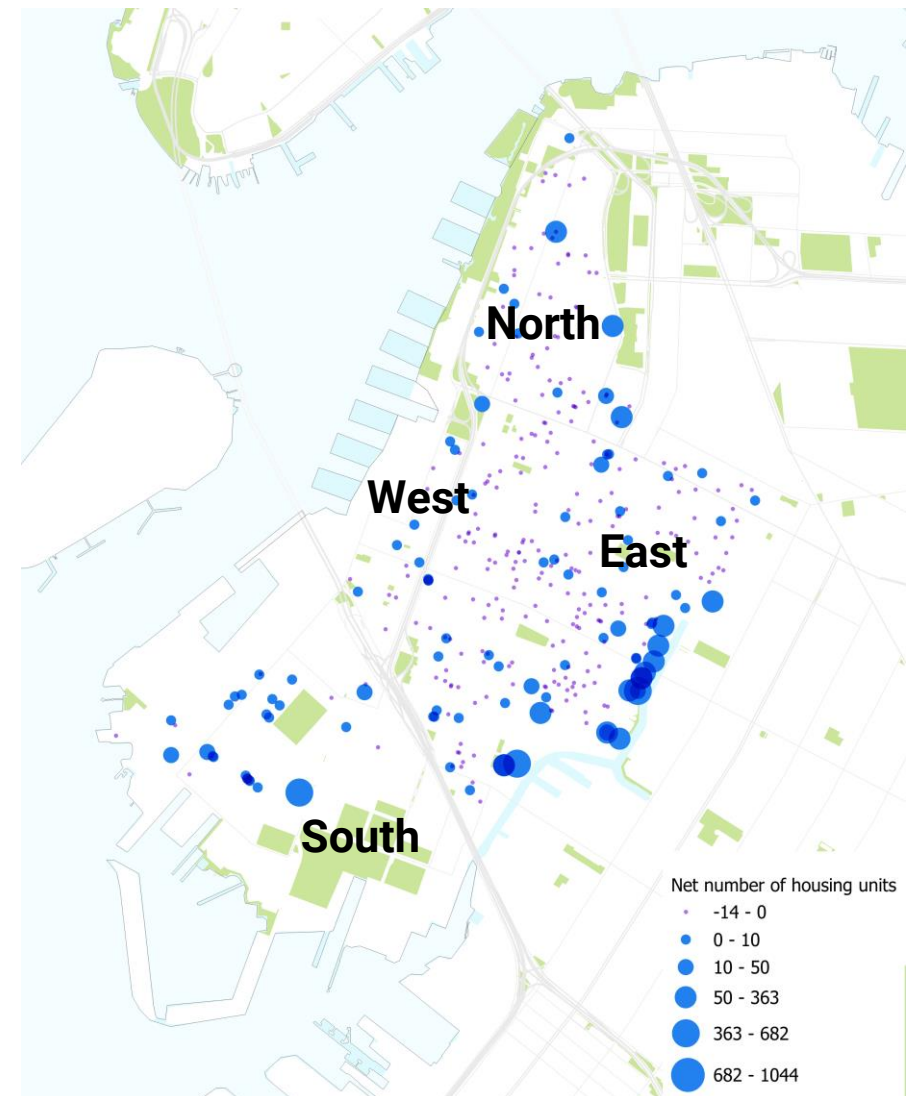 North
West
East
South
Net number of housing units
-14 - 0
0 - 10
10 - 50
50 - 363
363 - 682
682 - 1044